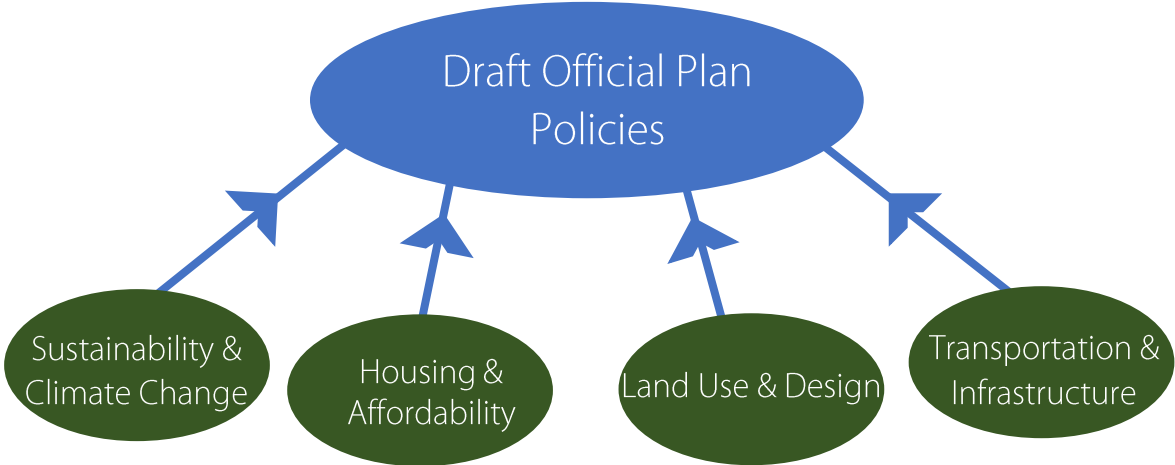 Draft Official Plan
Policies
Sustainability &
Climate Change
Housing &
Affordability
Land Use & Design
Transportation &
Infrastructure